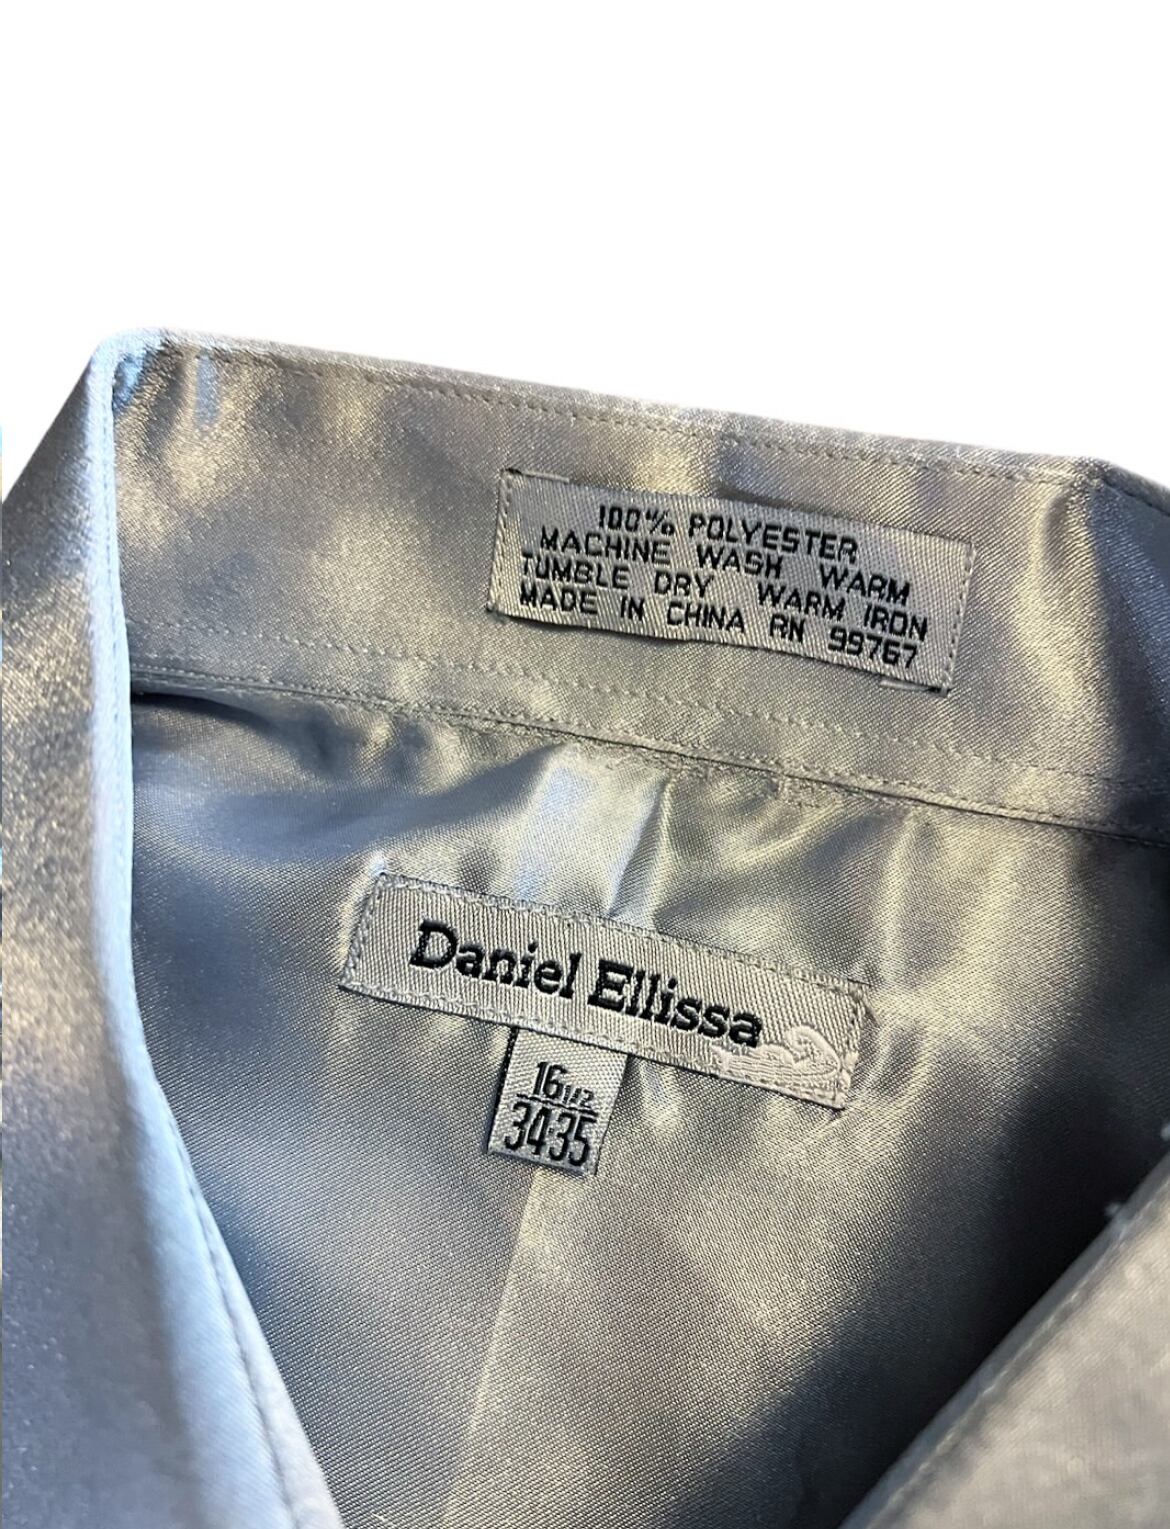 100% POLYESTER
MACHINE WASH WARM
TUMBLE DRY WARM IRON
MADE IN CHINA RN 99767
Daniel Ellissa
16 1/2
34-35